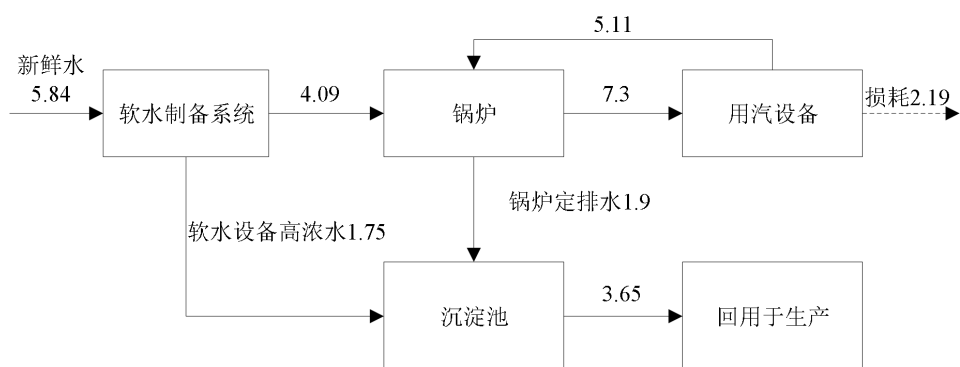 5.11
新鲜水
5.84
软水制备系统
4.09
锅炉
7.3
用汽设备
损耗2.19
锅炉定排水1.9
软水设备高浓水1.75
沉淀池
3.65
回用于生产